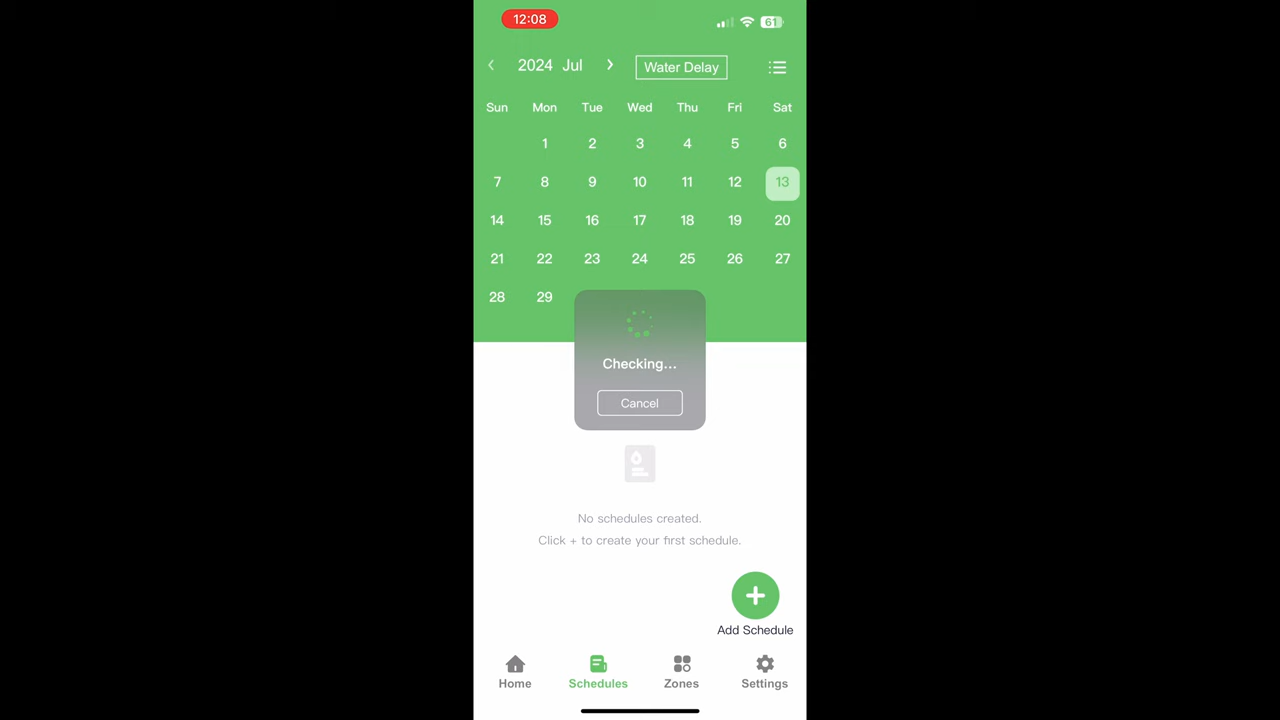 12:08
61
2024 Jul
Water Delay
Sun Mon Tue Wed Thu Fri Sat
1 2 3 4 5 6
7 8 9 10 11 12 13
14 15 16 17 18 19 20
21 22 23 24 25 26 27
28 29
Checking...
Cancel
No schedules created.
Click + to create your first schedule.
Add Schedule
Home Schedules Zones Settings